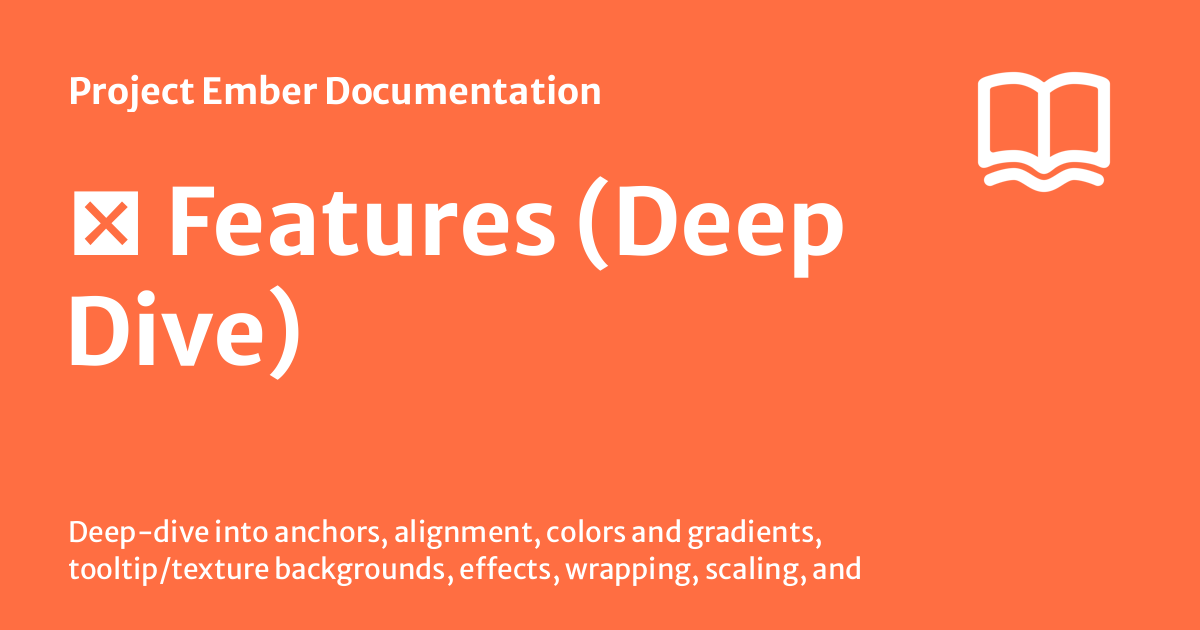 Project Ember Documentation
Features (Deep
Dive)
Deep-dive into anchors, alignment, colors and gradients,
tooltip/texture backgrounds, effects, wrapping, scaling, and